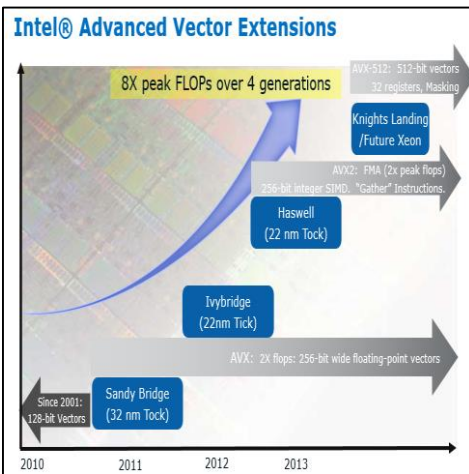 Intel® Advanced Vector Extensions
8X peak FLOPs over 4 generations
AVX-512: 512-bit vectors
32 registers, Masking
Knights Landing
/Future Xeon
AVX2: FMA (2x peak flops)
256-bit integer SIMD. "Gather" Instructions.
Haswell
(22 nm Tock)
Ivybridge
(22nm Tick)
AVX: 2X flops: 256-bit wide floating-point vectors
Since 2001:
128-bit Vectors
Sandy Bridge
(32 nm Tock)
2010 2011 2012 2013